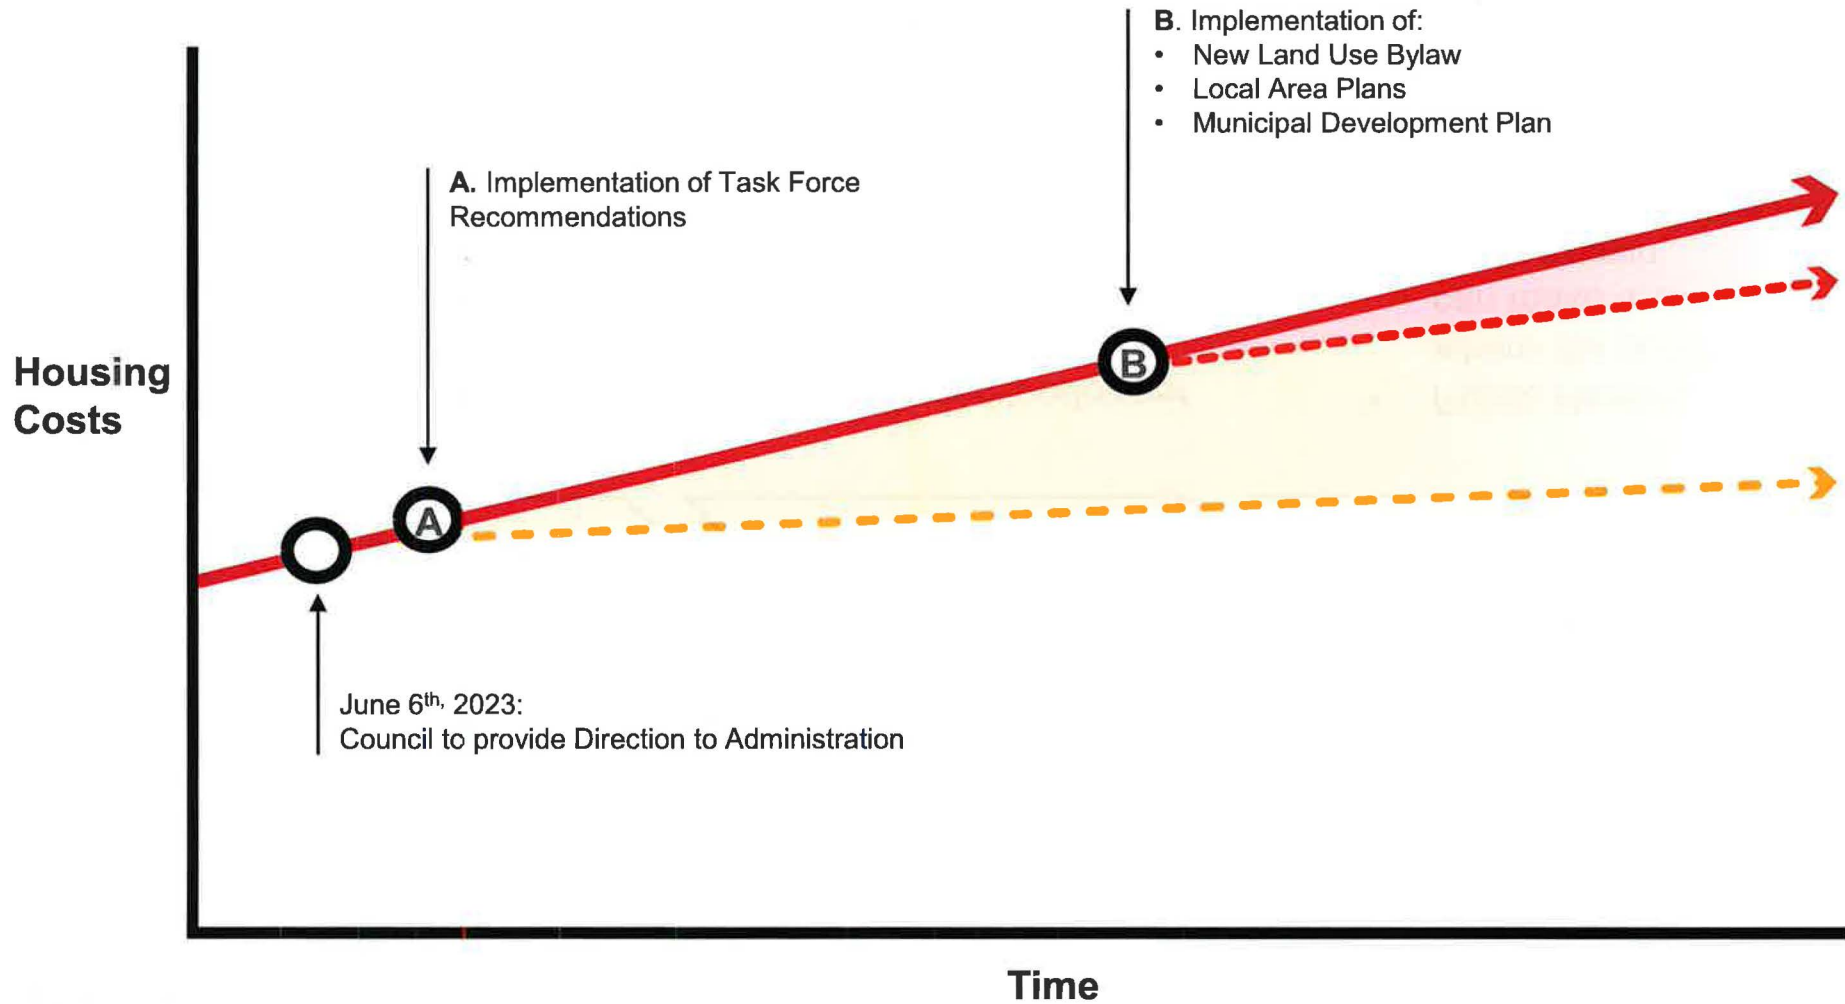 B. Implementation of:
• New Land Use Bylaw
• Local Area Plans
• Municipal Development Plan
A. Implementation of Task Force
Recommendations
Housing
Costs
B
A
June 6th, 2023:
Council to provide Direction to Administration
Time